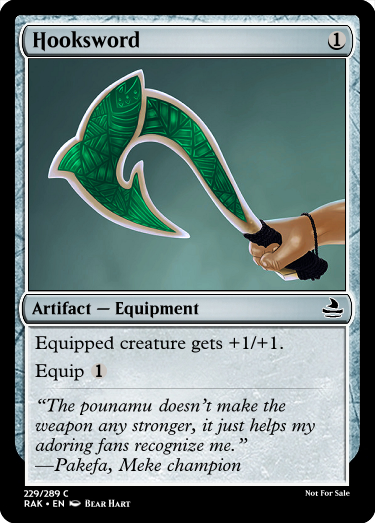 Hooksword 1
Artifact — Equipment
Equipped creature gets +1/+1.
Equip 1
“The pounamu doesn’t make the
weapon any stronger, it just helps my
adoring fans recognize me.”
—Pakefa, Meke champion
229/289 C
Not For Sale
RAK • EN Bear Hart